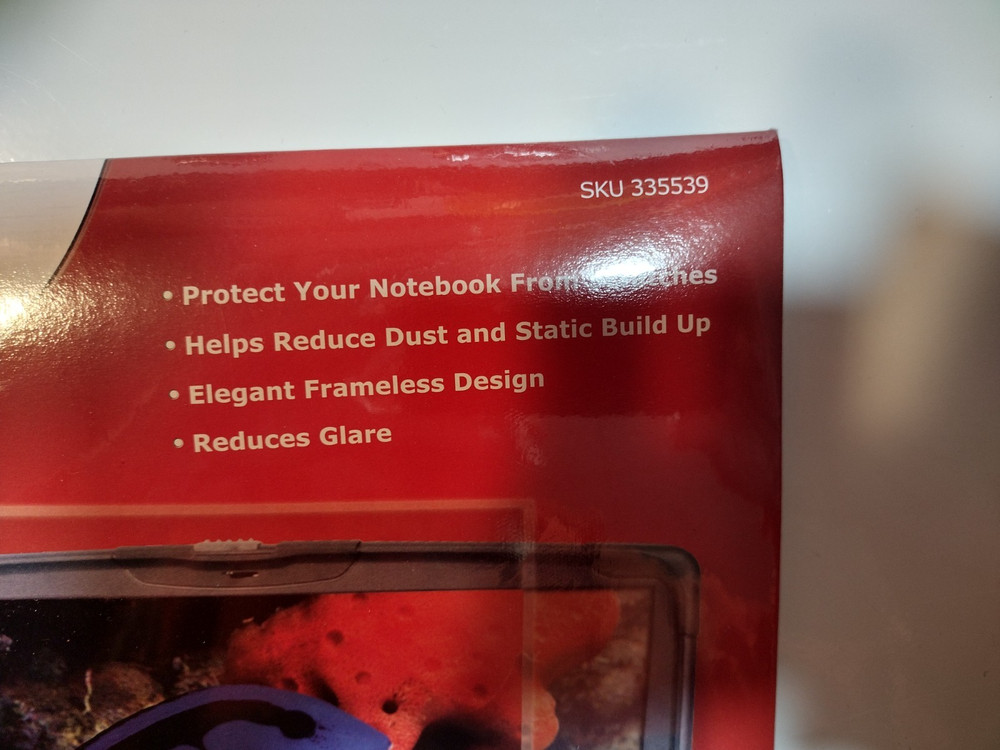 SKU 335539
• Protect Your Notebook From
• Helps Reduce Dust and Static Build Up
• Elegant Frameless Design
• Reduces Glare